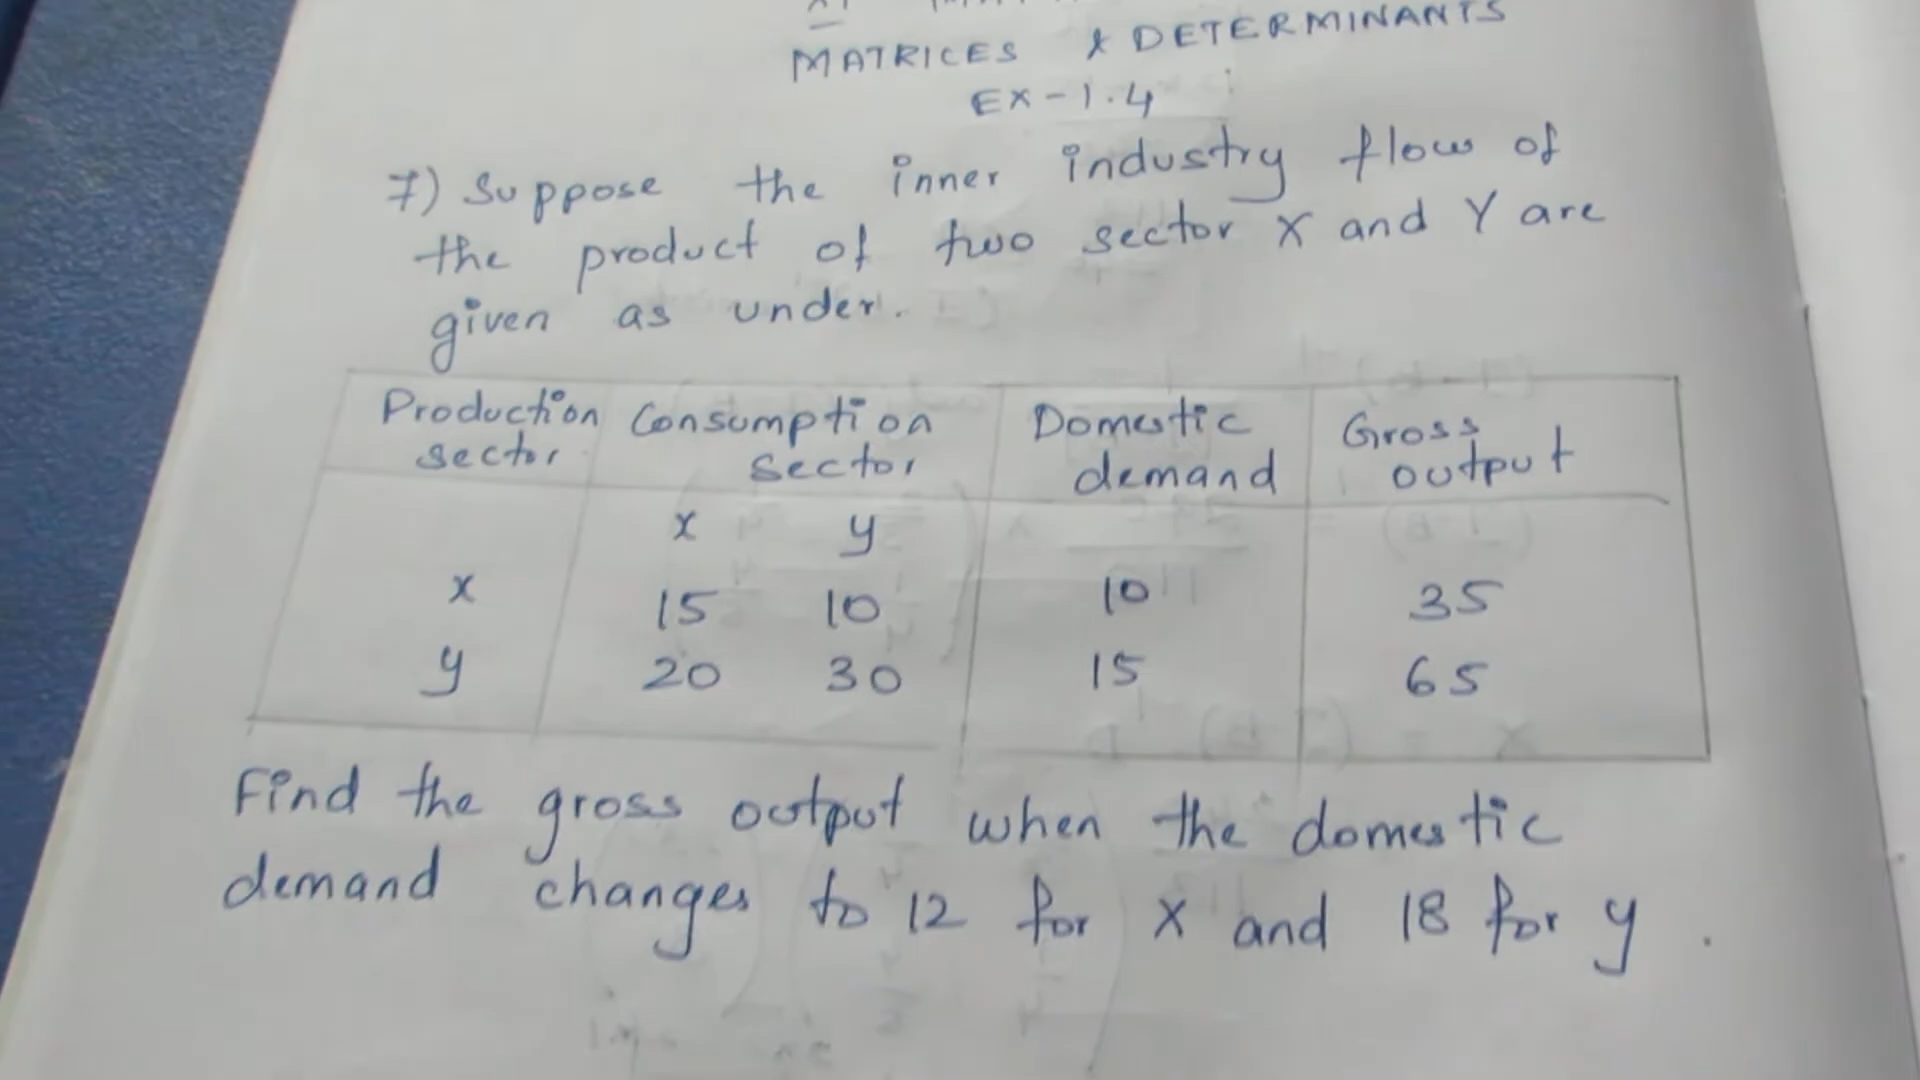 MATRICES & DETERMINANTS
EX-1.4
7) Suppose the inner industry flow of
the product of two sector X and Y are
given as under.
Production Consumption Domestic Gross
sector sector demand output
x y
x 15 10 10 35
y 20 30 15 65
Find the gross output when the domestic
demand changes to 12 for x and 18 for y.